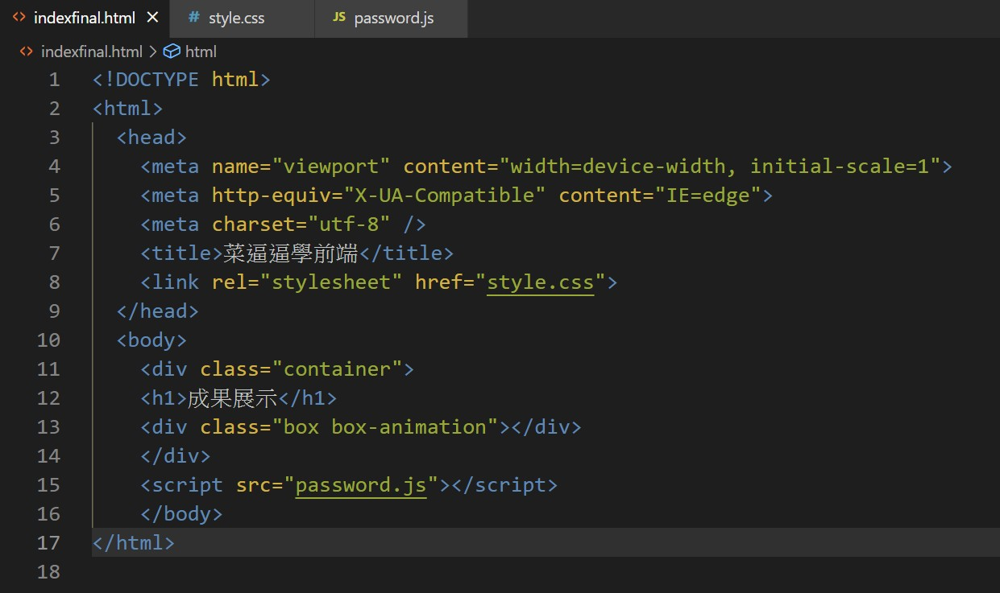 <> indexfinal.html ×
# style.css
JS password.js
<> indexfinal.html > html
1 <!DOCTYPE html>
2 <html>
3 <head>
4 <meta name="viewport" content="width=device-width, initial-scale=1">
5 <meta http-equiv="X-UA-Compatible" content="IE=edge">
6 <meta charset="utf-8" />
7 <title>菜逼逼學前端</title>
8 <link rel="stylesheet" href="style.css">
9 </head>
10 <body>
11 <div class="container">
12 <h1>成果展示</h1>
13 <div class="box box-animation"></div>
14 </div>
15 <script src="password.js"></script>
16 </body>
17 </html>
18